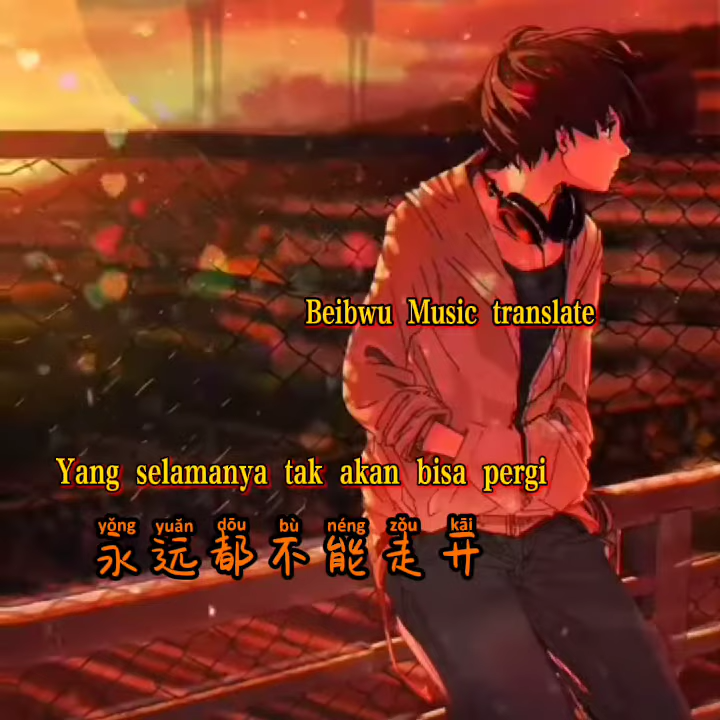 Beibwu Music translate
Yang selamanya tak akan bisa pergi
yǒng yuǎn dōu bù néng zǒu kāi
永远都不能走开